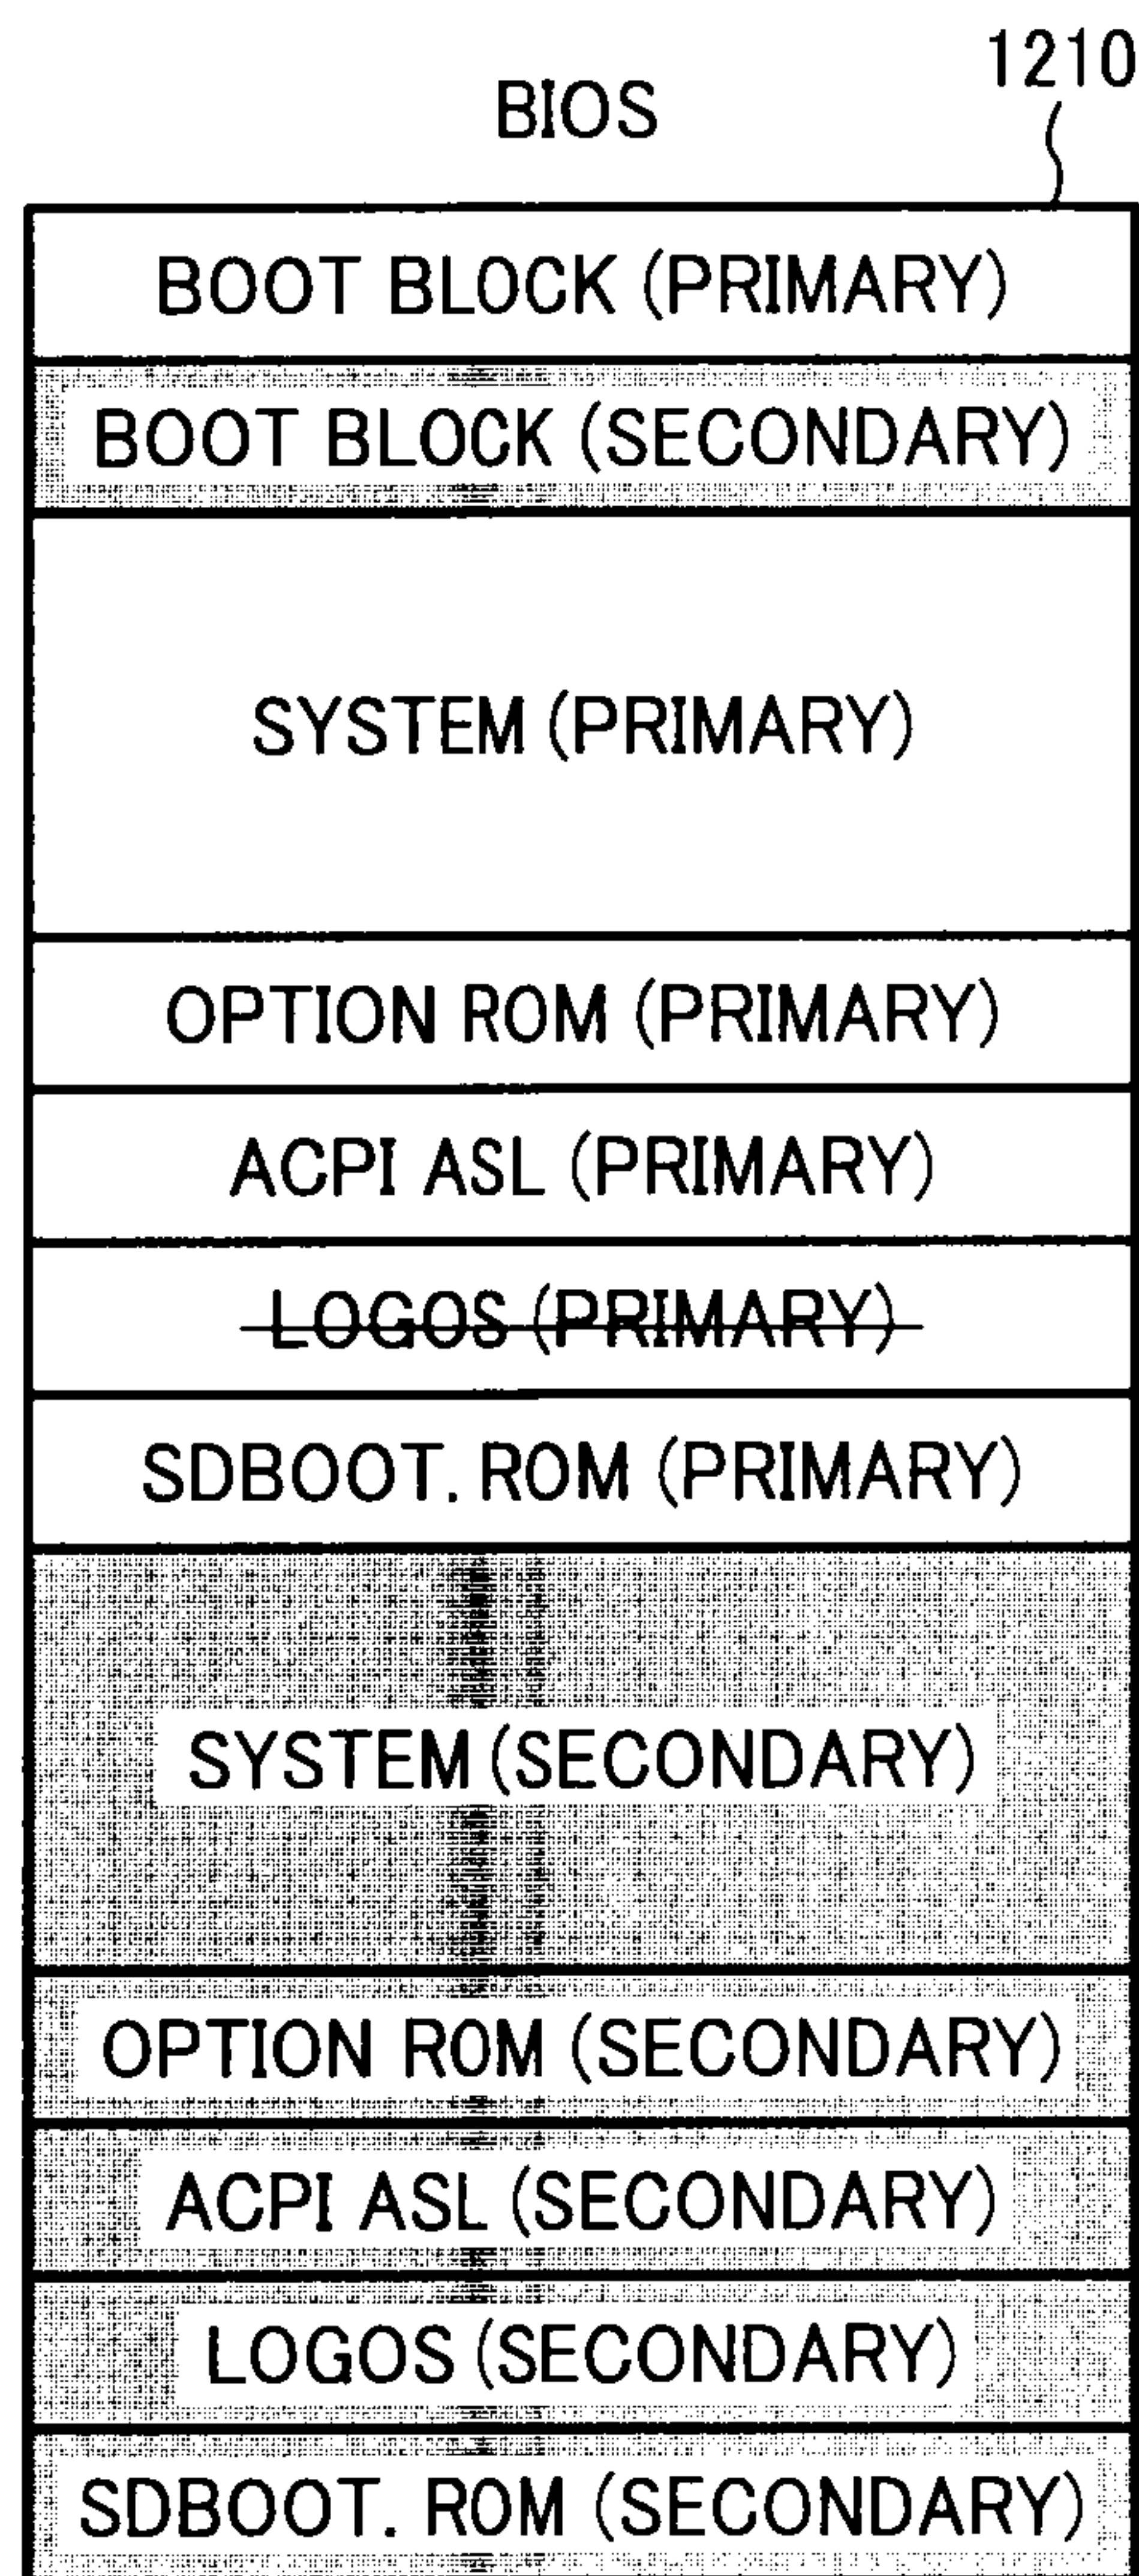 1210
BIOS
BOOT BLOCK (PRIMARY)
BOOT BLOCK (SECONDARY)
SYSTEM (PRIMARY)
OPTION ROM (PRIMARY)
ACPI ASL (PRIMARY)
LOGOS (PRIMARY)
SDBOOT. ROM (PRIMARY)
SYSTEM (SECONDARY)
OPTION ROM (SECONDARY)
ACPI ASL (SECONDARY)
LOGOS (SECONDARY)
SDBOOT. ROM (SECONDARY)